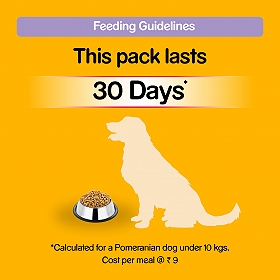 Feeding Guidelines
This pack lasts
30 Days*
*Calculated for a Pomeranian dog under 10 kgs.
Cost per meal @ ₹ 9